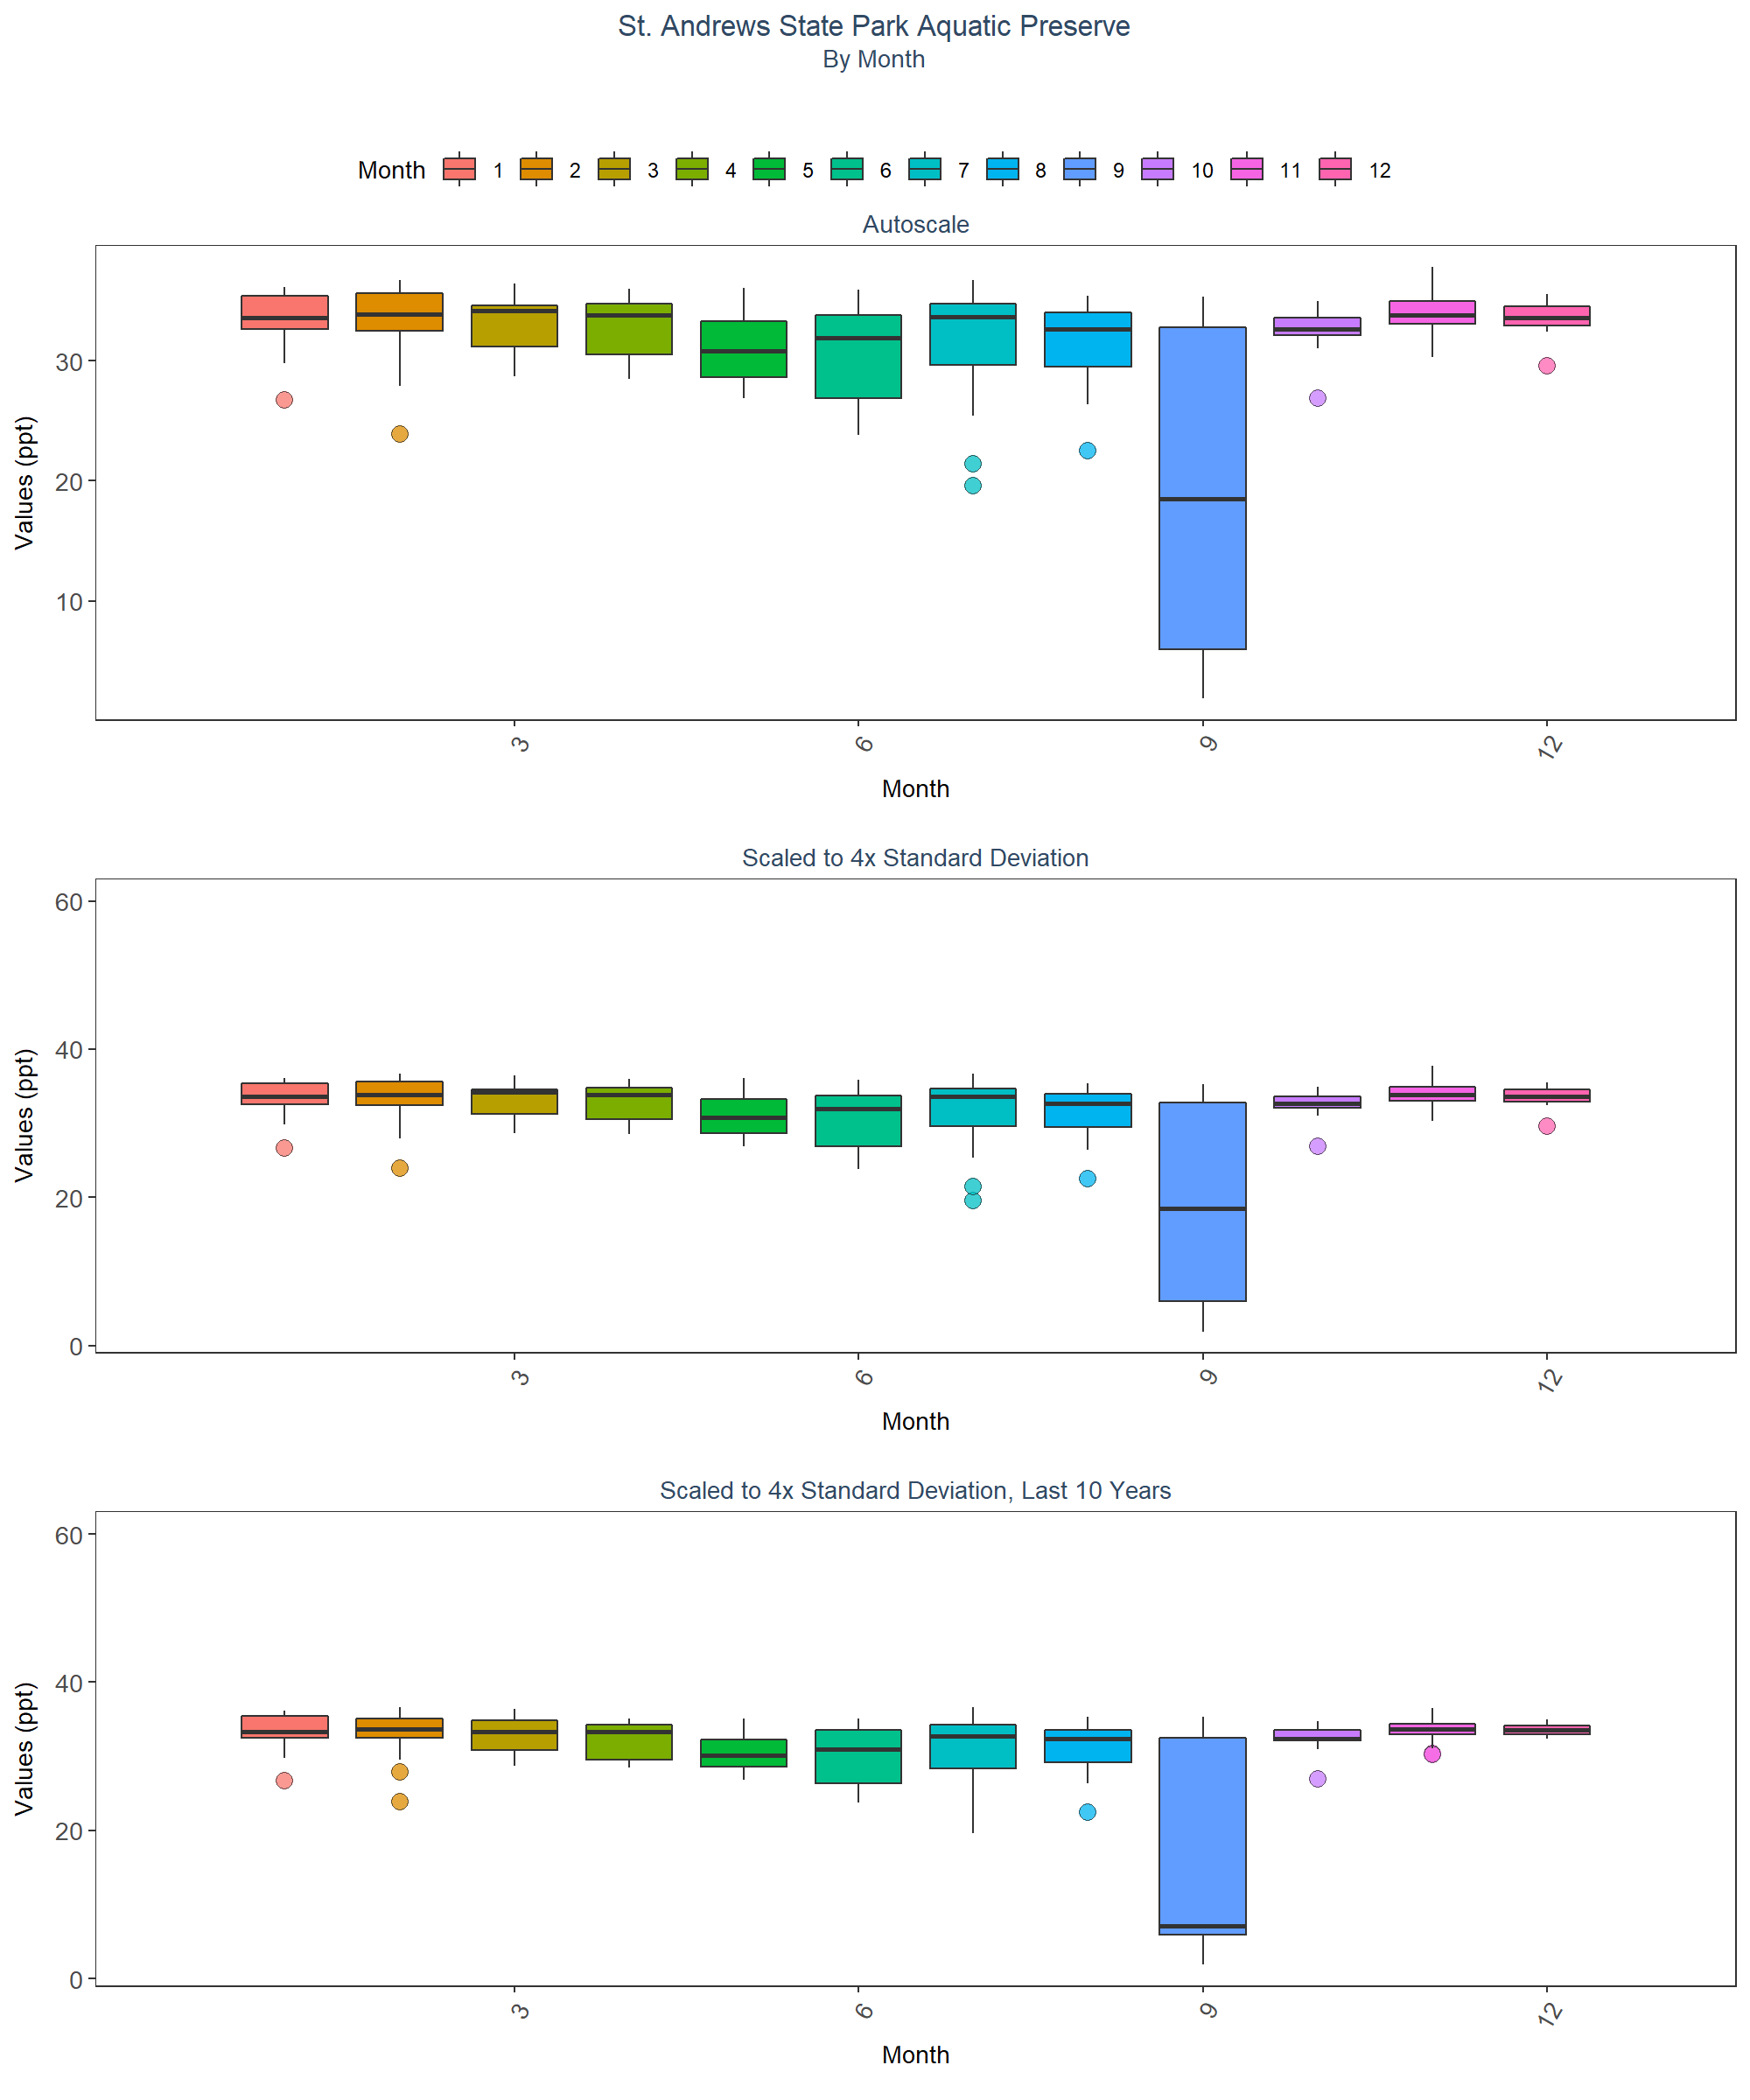 St. Andrews State Park Aquatic Preserve
By Month
Month 1 2 3 4 5 6 7 8 9 10 11 12
Autoscale
Values (ppt)
30
20
10
3 6 9 12
Month
Scaled to 4x Standard Deviation
Values (ppt)
60
40
20
0
3 6 9 12
Month
Scaled to 4x Standard Deviation, Last 10 Years
Values (ppt)
60
40
20
0
3 6 9 12
Month